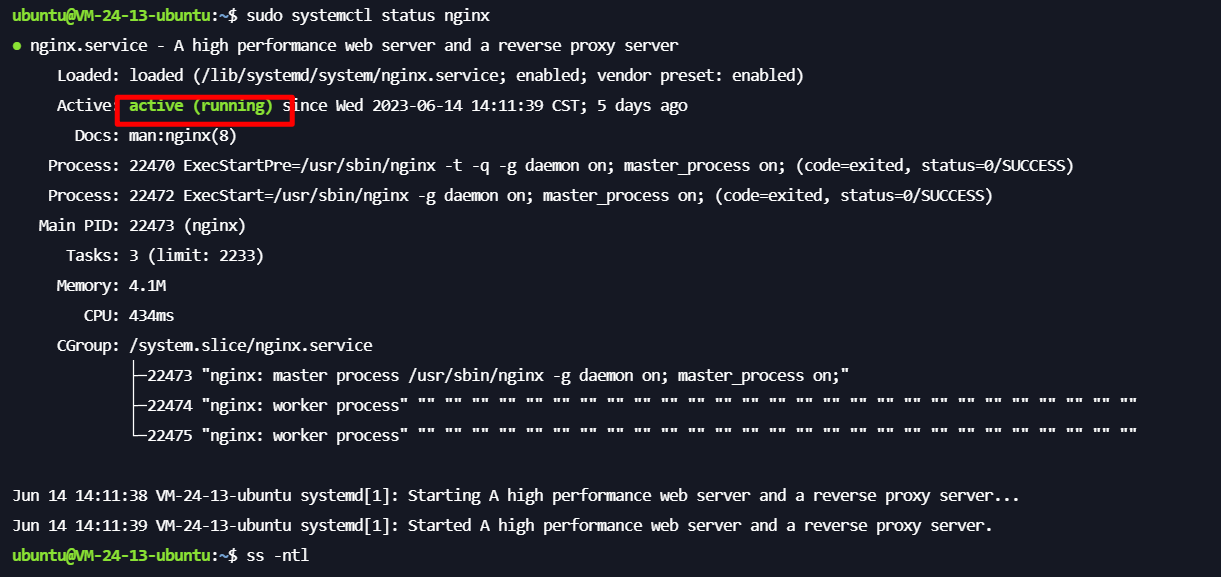 ubuntu@VM-24-13-ubuntu:~$ sudo systemctl status nginx
● nginx.service - A high performance web server and a reverse proxy server
Loaded: loaded (/lib/systemd/system/nginx.service; enabled; vendor preset: enabled)
Active: active (running) since Wed 2023-06-14 14:11:39 CST; 5 days ago
Docs: man:nginx(8)
Process: 22470 ExecStartPre=/usr/sbin/nginx -t -q -g daemon on; master_process on; (code=exited, status=0/SUCCESS)
Process: 22472 ExecStart=/usr/sbin/nginx -g daemon on; master_process on; (code=exited, status=0/SUCCESS)
Main PID: 22473 (nginx)
Tasks: 3 (limit: 2233)
Memory: 4.1M
CPU: 434ms
CGroup: /system.slice/nginx.service
├─22473 "nginx: master process /usr/sbin/nginx -g daemon on; master_process on;"
├─22474 "nginx: worker process" "" "" "" "" "" "" "" "" "" "" "" "" "" "" "" "" "" "" "" "" "" "" "" "" "" "" ""
└─22475 "nginx: worker process" "" "" "" "" "" "" "" "" "" "" "" "" "" "" "" "" "" "" "" "" "" "" "" "" "" "" ""
Jun 14 14:11:38 VM-24-13-ubuntu systemd[1]: Starting A high performance web server and a reverse proxy server...
Jun 14 14:11:39 VM-24-13-ubuntu systemd[1]: Started A high performance web server and a reverse proxy server.
ubuntu@VM-24-13-ubuntu:~$ ss -ntl